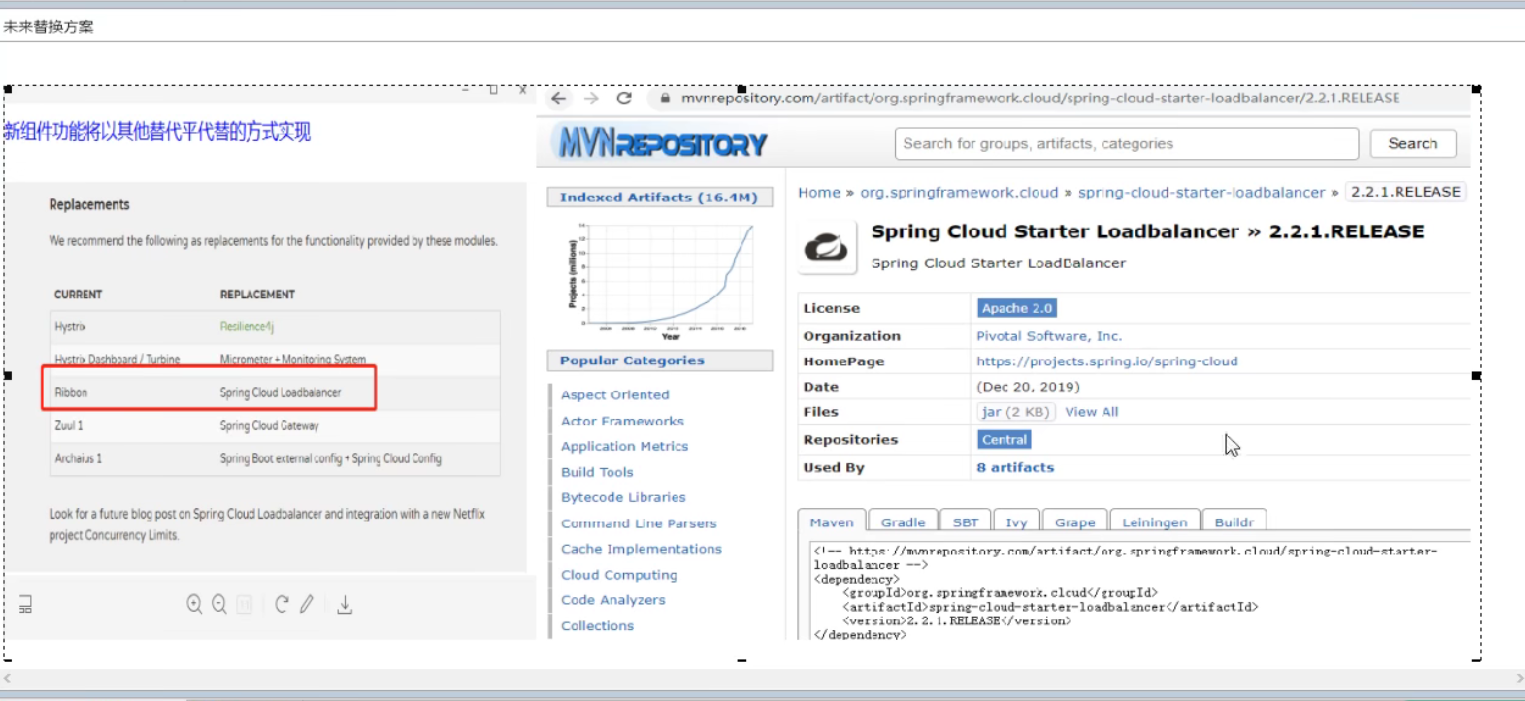 未来替换方案
新组件功能将以其他替代平代替的方式实现
Replacements
We recommend the following as replacements for the functionality provided by these modules.
CURRENT REPLACEMENT
Hystrix Resilience4j
Hystrix Dashboard / Turbine Micrometer + Monitoring System
Ribbon Spring Cloud Loadbalancer
Zuul 1 Spring Cloud Gateway
Archaius 1 Spring Boot external config + Spring Cloud Config
Look for a future blog post on Spring Cloud Loadbalancer and integration with a new Netflix
project Concurrency Limits.
mvnrepository.com/artifact/org.springframework.cloud/spring-cloud-starter-loadbalancer/2.2.1.RELEASE
MVNREPOSITORY
Search for groups, artifacts, categories
Search
Indexed Artifacts (16.4M)
Projects (millions)
Year
Popular Categories
Aspect Oriented
Actor Frameworks
Application Metrics
Build Tools
Bytecode Libraries
Command Line Parsers
Cache Implementations
Cloud Computing
Code Analyzers
Collections
Home » org.springframework.cloud » spring-cloud-starter-loadbalancer » 2.2.1.RELEASE
Spring Cloud Starter Loadbalancer » 2.2.1.RELEASE
Spring Cloud Starter LoadBalancer
License Apache 2.0
Organization Pivotal Software, Inc.
HomePage https://projects.spring.io/spring-cloud
Date (Dec 20, 2019)
Files jar (2 KB) View All
Repositories Central
Used By 8 artifacts
Maven Gradle SBT Ivy Grape Leiningen Buildr
<!-- https://mvnrepository.com/artifact/org.springframework.cloud/spring-cloud-starter-
loadbalancer -->
<dependency>
<groupId>org.springframework.cloud</groupId>
<artifactId>spring-cloud-starter-loadbalancer</artifactId>
<version>2.2.1.RELEASE</version>
</dependency>